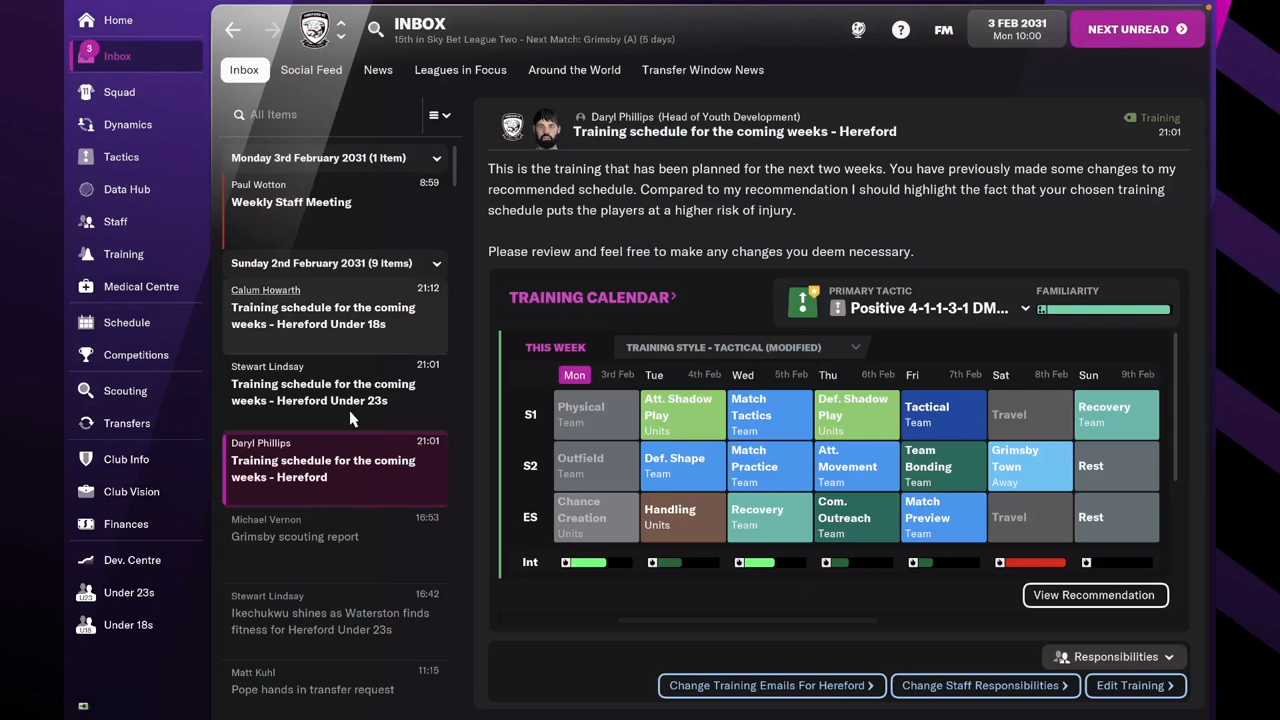 Home
3
Inbox
Squad
Dynamics
Tactics
Data Hub
Staff
Training
Medical Centre
Schedule
Competitions
Scouting
Transfers
Club Info
Club Vision
Finances
Dev. Centre
U23 Under 23s
U18 Under 18s
INBOX
15th in Sky Bet League Two - Next Match: Grimsby (A) (5 days)
FM
3 FEB 2031
Mon 10:00
NEXT UNREAD
Inbox Social Feed News Leagues in Focus Around the World Transfer Window News
All Items
Monday 3rd February 2031 (1 item)
Paul Wotton 8:59
Weekly Staff Meeting
Sunday 2nd February 2031 (9 items)
Calum Howarth 21:12
Training schedule for the coming
weeks - Hereford Under 18s
Stewart Lindsay 21:01
Training schedule for the coming
weeks - Hereford Under 23s
Daryl Phillips 21:01
Training schedule for the coming
weeks - Hereford
Michael Vernon 16:53
Grimsby scouting report
Stewart Lindsay 16:42
Ikechukwu shines as Waterston finds
fitness for Hereford Under 23s
Matt Kuhl 11:15
Pope hands in transfer request
Daryl Phillips (Head of Youth Development)
Training schedule for the coming weeks - Hereford
Training
21:01
This is the training that has been planned for the next two weeks. You have previously made some changes to my
recommended schedule. Compared to my recommendation I should highlight the fact that your chosen training
schedule puts the players at a higher risk of injury.
Please review and feel free to make any changes you deem necessary.
TRAINING CALENDAR
PRIMARY TACTIC
Positive 4-1-1-3-1 DM...
FAMILIARITY
THIS WEEK TRAINING STYLE - TACTICAL (MODIFIED)
Mon 3rd Feb Tue 4th Feb Wed 5th Feb Thu 6th Feb Fri 7th Feb Sat 8th Feb Sun 9th Feb
S1
Physical
Team
Att. Shadow
Play
Units
Match
Tactics
Team
Def. Shadow
Play
Units
Tactical
Team
Travel
Recovery
Team
S2
Outfield
Team
Def. Shape
Team
Match
Practice
Team
Att.
Movement
Team
Team
Bonding
Team
Grimsby
Town
Away
Rest
ES
Chance
Creation
Units
Handling
Units
Recovery
Team
Com.
Outreach
Team
Match
Preview
Team
Travel
Rest
Int
View Recommendation
Responsibilities
Change Training Emails For Hereford
Change Staff Responsibilities
Edit Training